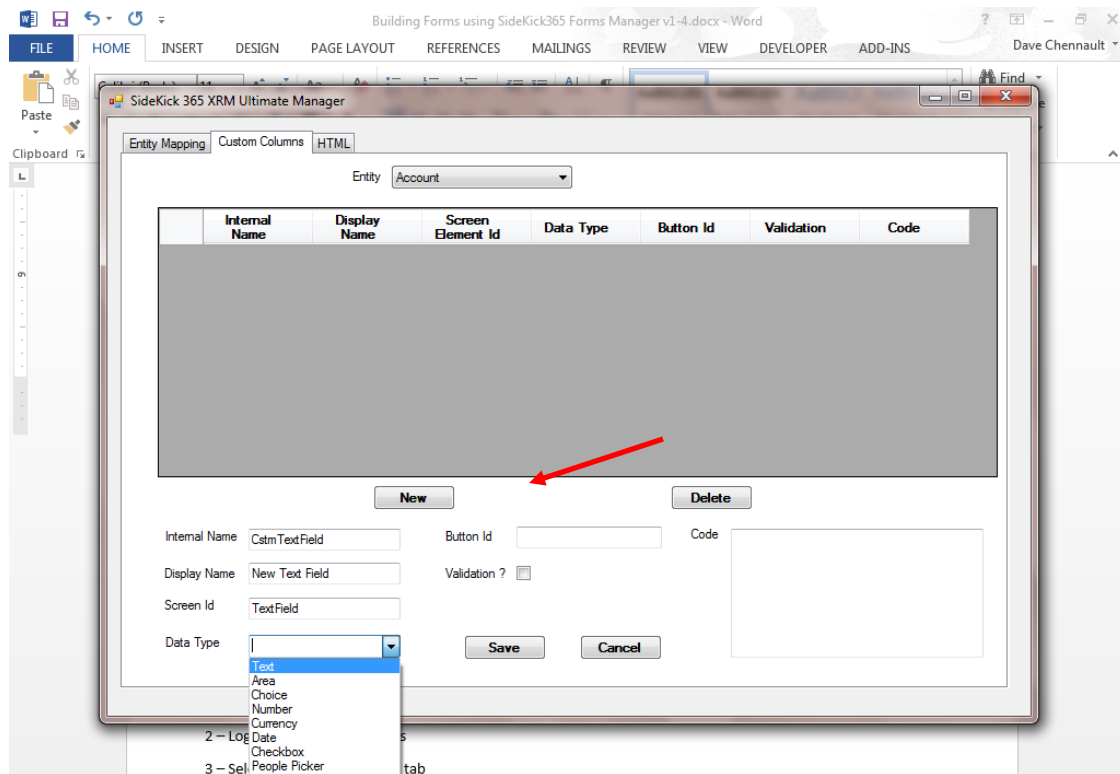 Building Forms using SideKick365 Forms Manager v1-4.docx - Word
FILE HOME INSERT DESIGN PAGE LAYOUT REFERENCES MAILINGS REVIEW VIEW DEVELOPER ADD-INS Dave Chennault
Find
Paste
Clipboard
SideKick 365 XRM Ultimate Manager
Entity Mapping Custom Columns HTML
Entity Account
Internal Name Display Name Screen Element Id Data Type Button Id Validation Code
New Delete
Internal Name CstmTextField Button Id Code
Display Name New Text Field Validation ?
Screen Id TextField
Data Type Save Cancel
Text
Area
Choice
Number
Currency
Date
Checkbox
People Picker
2 – Log s
3 – Sel tab